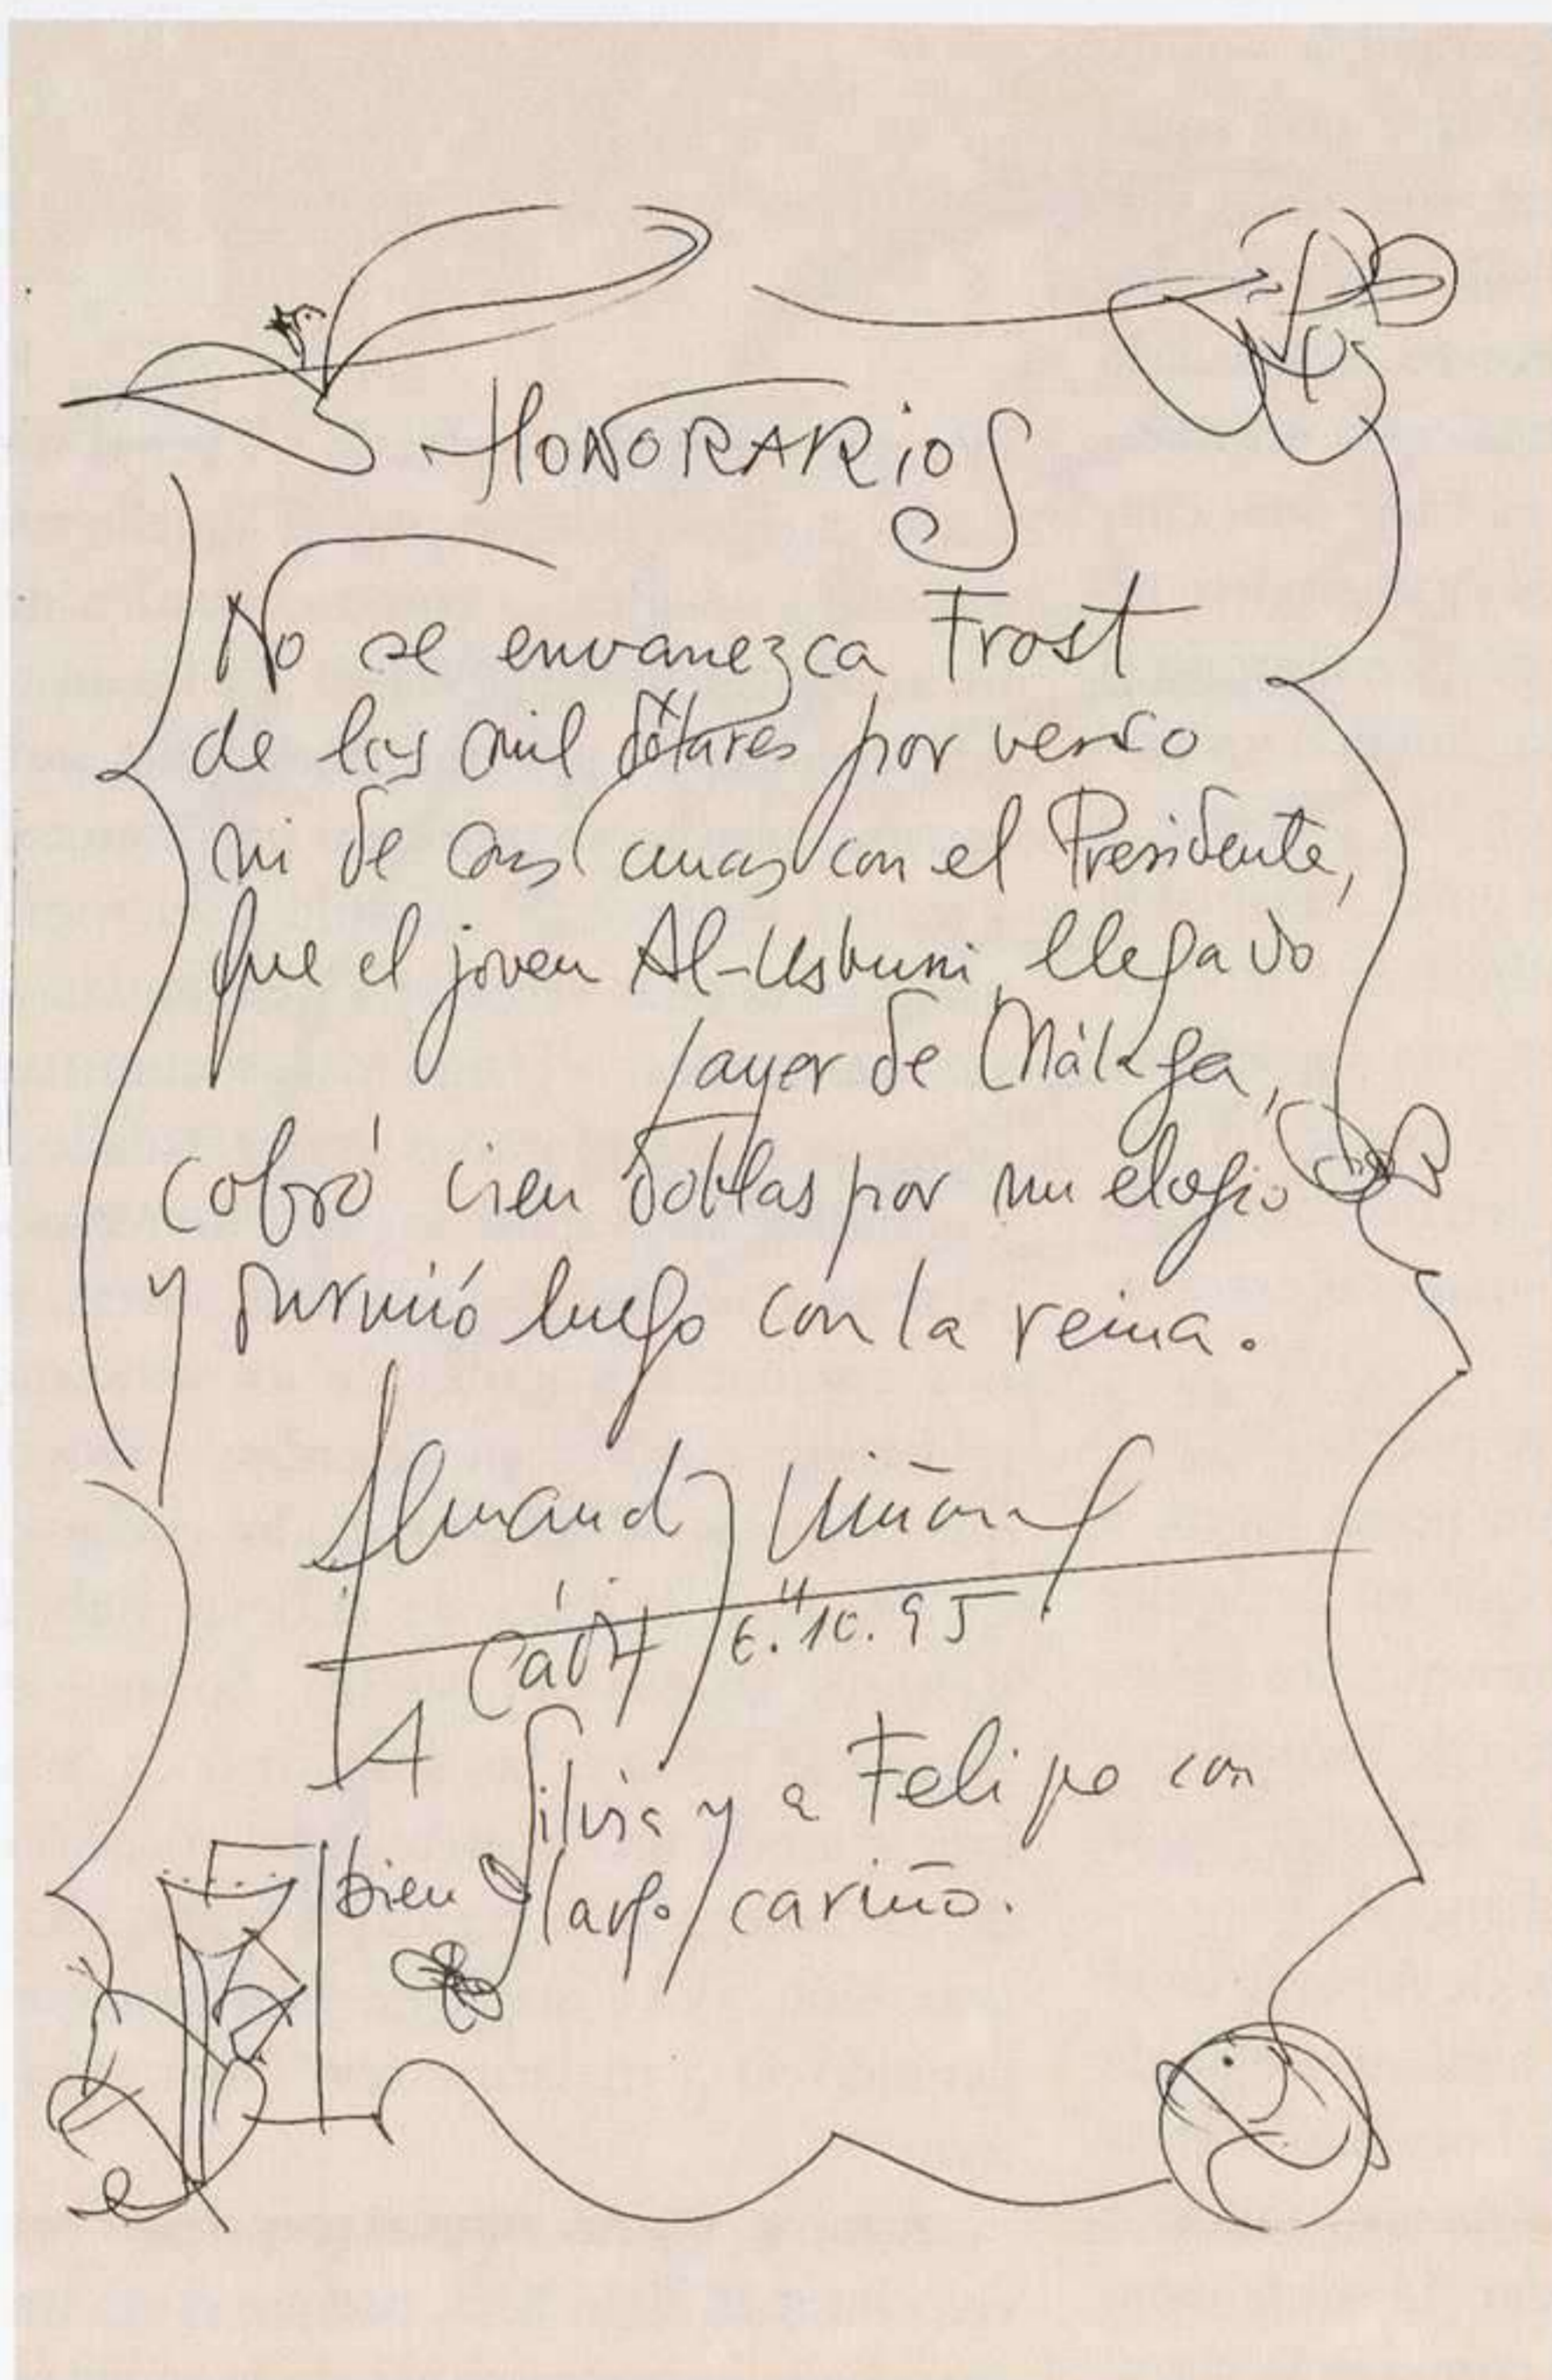 HONORARIOS
No se envanezca Frost
de los mil dólares por verso
ni de sus cenas con el Presidente,
que el joven Al-Usbuni, llegado
ayer de Málaga,
cobró cien doblas por un elogio
y durmió luego con la reina.
Fernando Quiñones
Cádiz 6.10.95
A Silvia y a Felipe con
bien largo cariño.